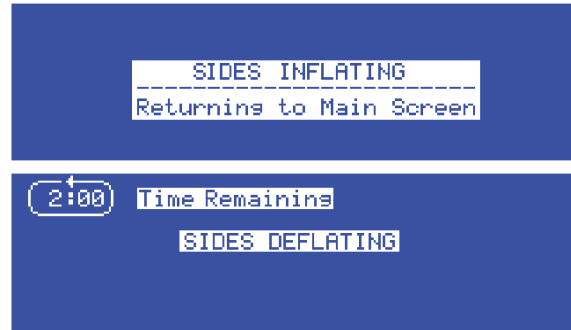 SIDES INFLATING
Returning to Main Screen
2:00 Time Remaining
SIDES DEFLATING